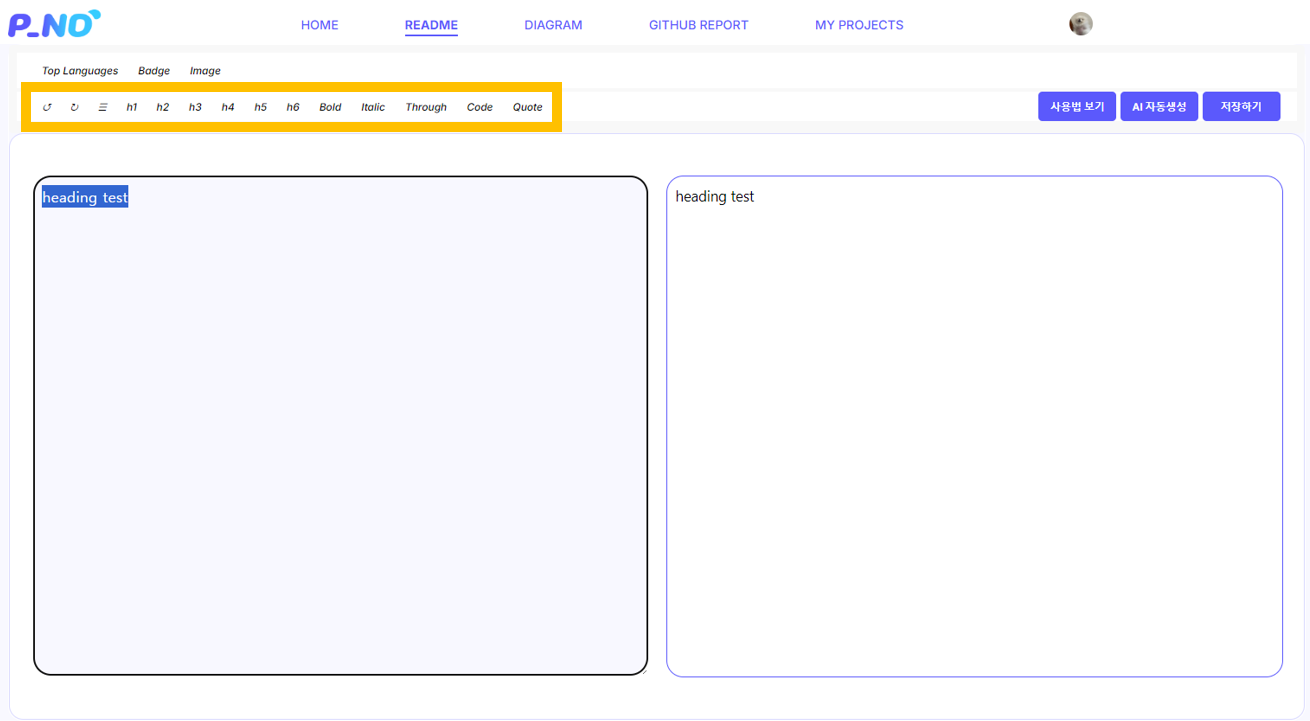 P_NO
HOME README DIAGRAM GITHUB REPORT MY PROJECTS
Top Languages Badge Image
↺ ↻ ☰ h1 h2 h3 h4 h5 h6 Bold Italic Through Code Quote 사용법 보기 AI 자동생성 저장하기
heading test heading test